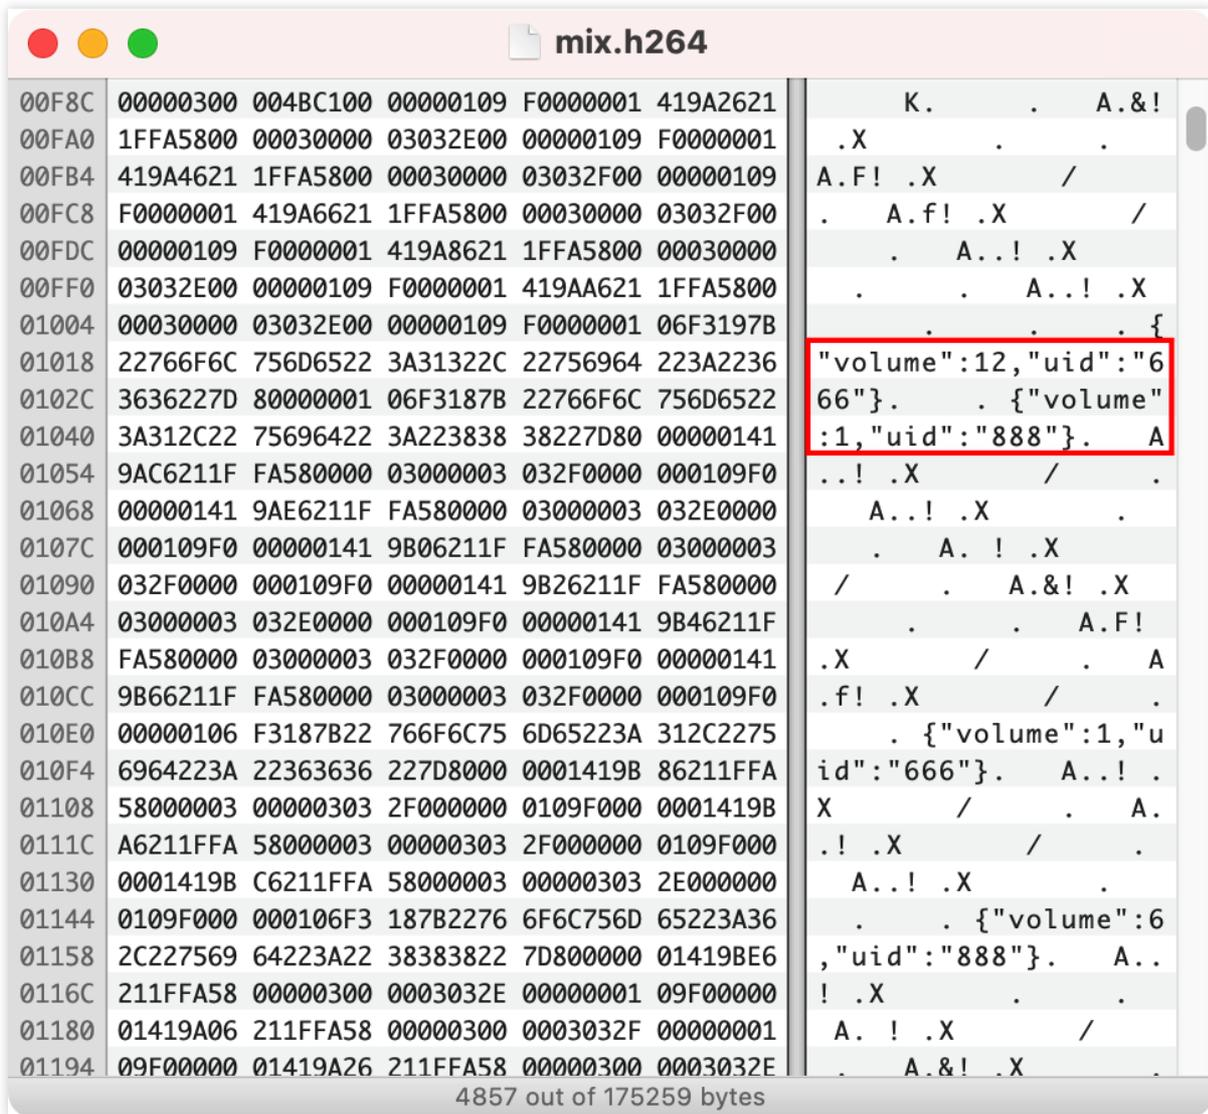 mix.h264
00F8C 00000300 004BC100 00000109 F0000001 419A2621 K. . A.&!
00FA0 1FFA5800 00030000 03032E00 00000109 F0000001 .X . .
00FB4 419A4621 1FFA5800 00030000 03032F00 00000109 A.F! .X /
00FC8 F0000001 419A6621 1FFA5800 00030000 03032F00 . A.f! .X /
00FDC 00000109 F0000001 419A8621 1FFA5800 00030000 . A..! .X
00FF0 03032E00 00000109 F0000001 419AA621 1FFA5800 . . A..! .X
01004 00030000 03032E00 00000109 F0000001 06F3197B . . . {
01018 22766F6C 756D6522 3A31322C 22756964 223A2236 "volume":12,"uid":"6
0102C 3636227D 80000001 06F3187B 22766F6C 756D6522 66"}. . {"volume"
01040 3A312C22 75696422 3A223838 38227D80 00000141 :1,"uid":"888"}. A
01054 9AC6211F FA580000 03000003 032F0000 000109F0 ..! .X / .
01068 00000141 9AE6211F FA580000 03000003 032E0000 A..! .X .
0107C 000109F0 00000141 9B06211F FA580000 03000003 . A. ! .X
01090 032F0000 000109F0 00000141 9B26211F FA580000 / . A.&! .X
010A4 03000003 032E0000 000109F0 00000141 9B46211F . . A.F!
010B8 FA580000 03000003 032F0000 000109F0 00000141 .X / . A
010CC 9B66211F FA580000 03000003 032F0000 000109F0 .f! .X / .
010E0 00000106 F3187B22 766F6C75 6D65223A 312C2275 . {"volume":1,"u
010F4 6964223A 22363636 227D8000 0001419B 86211FFA id":"666"}. A..! .
01108 58000003 00000303 2F000000 0109F000 0001419B X / . A.
0111C A6211FFA 58000003 00000303 2F000000 0109F000 .! .X / .
01130 0001419B C6211FFA 58000003 00000303 2E000000 A..! .X .
01144 0109F000 000106F3 187B2276 6F6C756D 65223A36 . . {"volume":6
01158 2C227569 64223A22 38383822 7D800000 01419BE6 ,"uid":"888"}. A..
0116C 211FFA58 00000300 0003032E 00000001 09F00000 ! .X . .
01180 01419A06 211FFA58 00000300 0003032F 00000001 A. ! .X /
01194 09F00000 01419A26 211FFA58 00000300 0003032E . A.&! .X .
4857 out of 175259 bytes